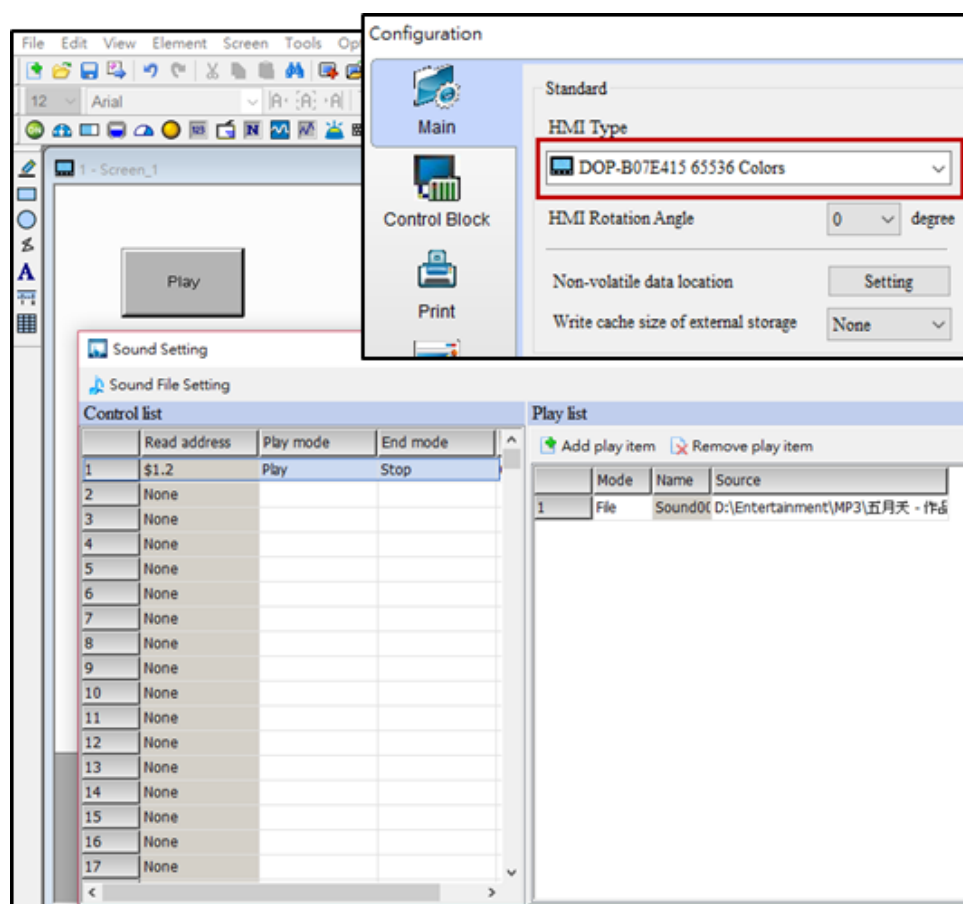 File Edit View Element Screen Tools
12 Arial
1 - Screen_1
Play
Configuration
Main
Control Block
Print
Standard
HMI Type
DOP-B07E415 65536 Colors
HMI Rotation Angle 0 degree
Non-volatile data location Setting
Write cache size of external storage None
Sound Setting
Sound File Setting
Control list
Read address Play mode End mode
1 $1.2 Play Stop
2 None
3 None
4 None
5 None
6 None
7 None
8 None
9 None
10 None
11 None
12 None
13 None
14 None
15 None
16 None
17 None
Play list
Add play item Remove play item
Mode Name Source
1 File Sound0 D:\Entertainment\MP3\五月天 - 作品